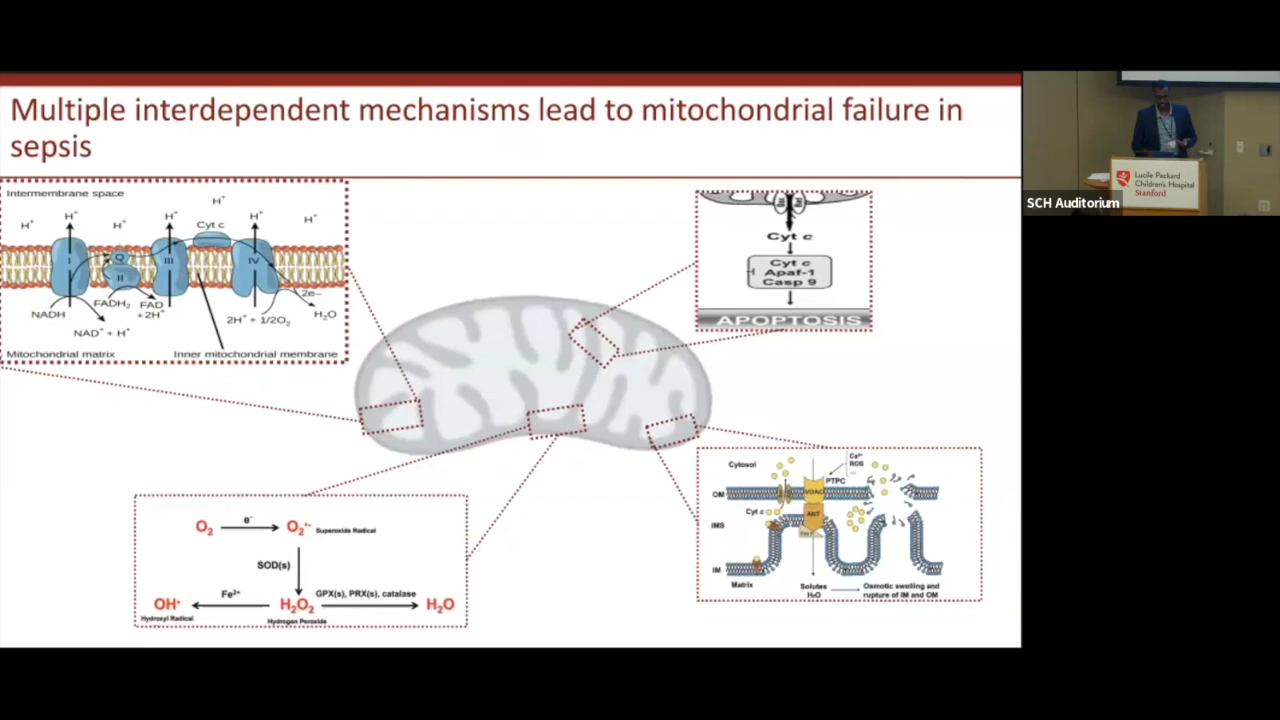 Multiple interdependent mechanisms lead to mitochondrial failure in
sepsis
Intermembrane space
H⁺ H⁺ H⁺ H⁺ H⁺ H⁺ H⁺
Cyt c
I Q II III IV
NADH
FADH₂ FAD
+2H⁺
NAD⁺ + H⁺
2H⁺ + 1/2O₂
2e–
H₂O
Mitochondrial matrix
Inner mitochondrial membrane
Cyt c
Cyt c
Apaf-1
Casp 9
APOPTOSIS
O₂ e⁻ O₂•⁻ Superoxide Radical
SOD(s)
OH• Fe²⁺ H₂O₂ GPX(s), PRX(s), catalase H₂O
Hydroxyl Radical
Hydrogen Peroxide
Cytosol
Ca²⁺
ROS
...
PTPC
OM
VDAC
Cyt c
ANT
IMS
IM
Matrix
Solutes
H₂O
Osmotic swelling and
rupture of IM and OM
Lucile Packard
Children's Hospital
Stanford
SCH Auditorium